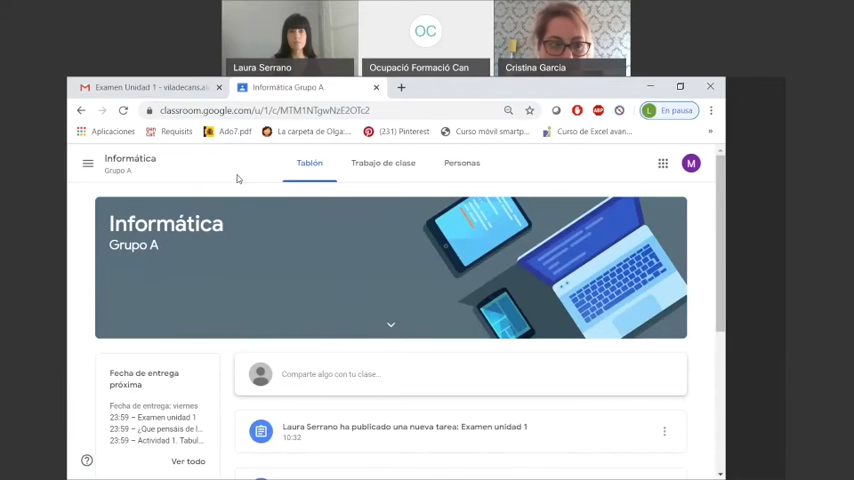 OC
Laura Serrano
Ocupació Formació Can
Cristina Garcia
Examen Unidad 1 - viladecans.al
Informática Grupo A
classroom.google.com/u/1/c/MTM1NTgwNzE2OTc4
L En pausa
Aplicaciones
Requisits
Ado7.pdf
La carpeta de Olga:...
(231) Pinterest
Curso móvil smartp...
Curso de Excel avan...
»
Informática
Grupo A
Tablón
Trabajo de clase
Personas
M
Informática
Grupo A
Fecha de entrega
próxima
Fecha de entrega: viernes
23:59 – Examen unidad 1
23:59 – ¿Que pensáis de l...
23:59 – Actividad 1. Tabul...
Ver todo
Comparte algo con tu clase...
Laura Serrano ha publicado una nueva tarea: Examen unidad 1
10:32